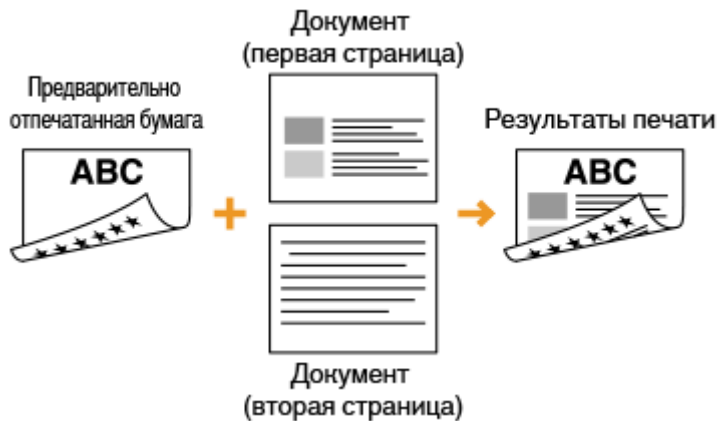 Документ
(первая страница)
Предварительно
отпечатанная бумага
ABC
Результаты печати
ABC
Документ
(вторая страница)